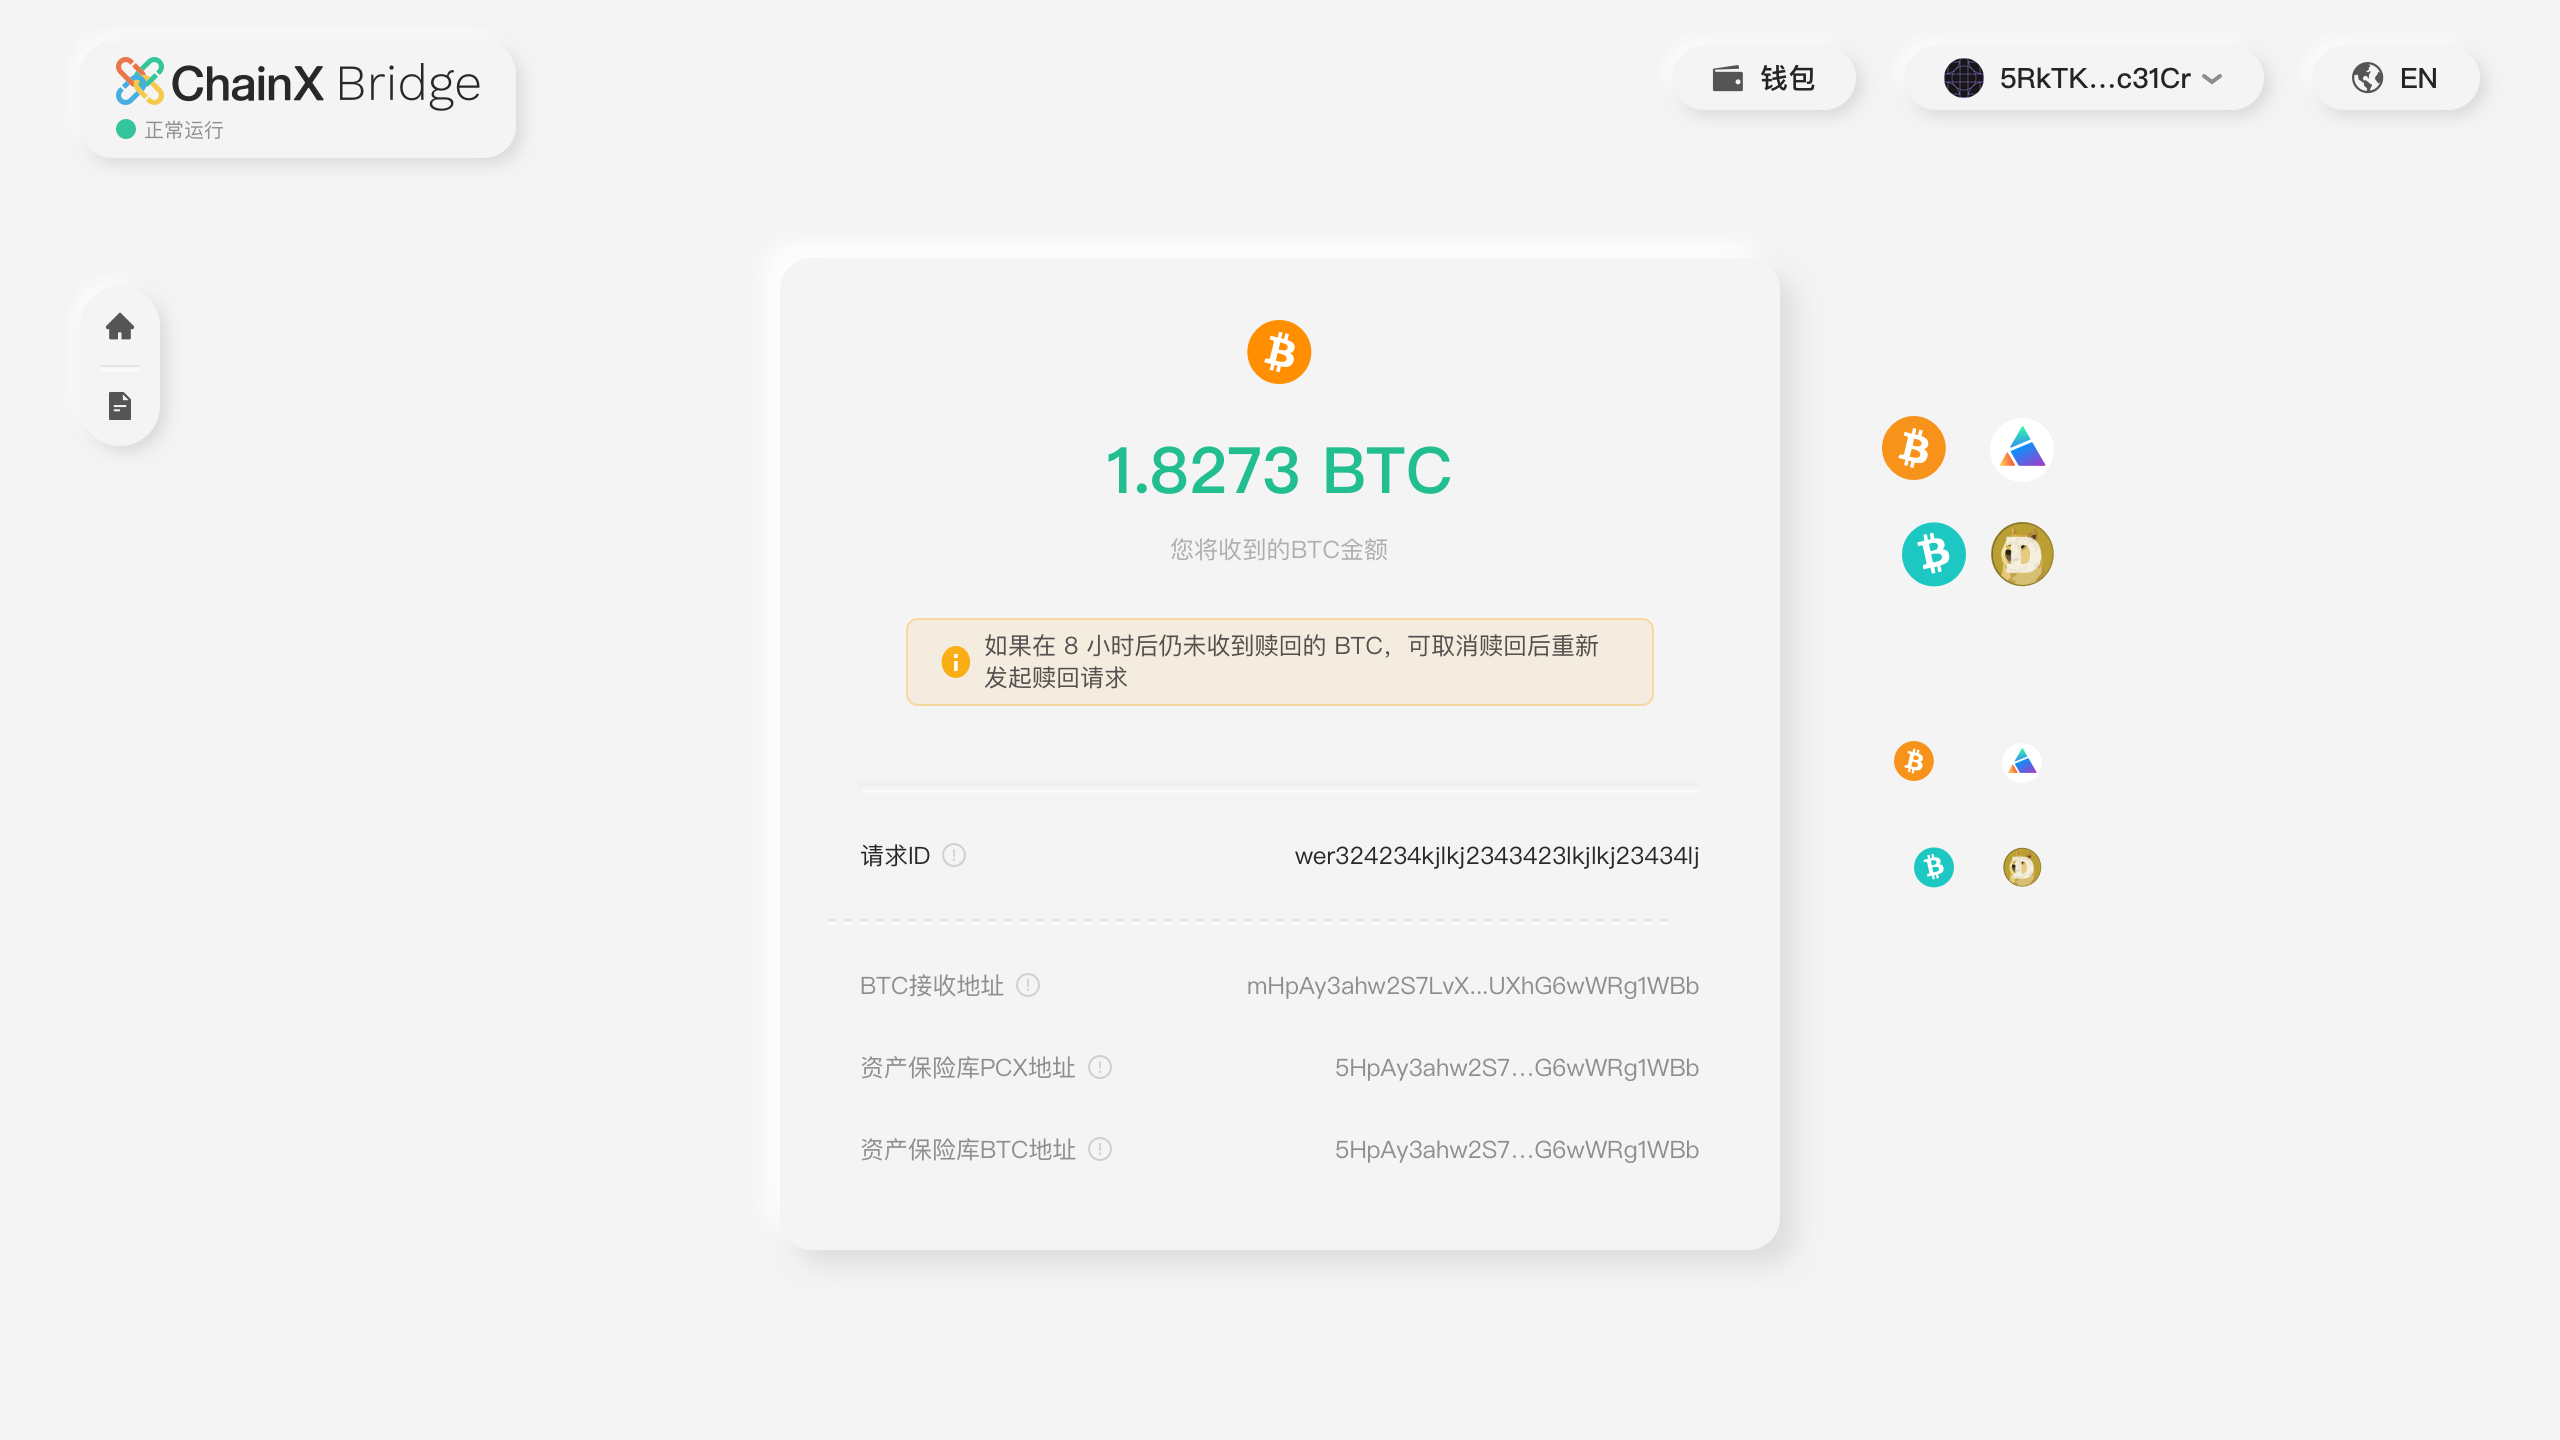 ChainX Bridge
正常运行
钱包
5RkTK...c31Cr
EN
1.8273 BTC
您将收到的BTC金额
如果在 8 小时后仍未收到赎回的 BTC，可取消赎回后重新
发起赎回请求
请求ID
wer324234kjlkj2343423lkjlkj23434lj
BTC接收地址
mHpAy3ahw2S7LvX...UXhG6wWRg1WBb
资产保险库PCX地址
5HpAy3ahw2S7...G6wWRg1WBb
资产保险库BTC地址
5HpAy3ahw2S7...G6wWRg1WBb